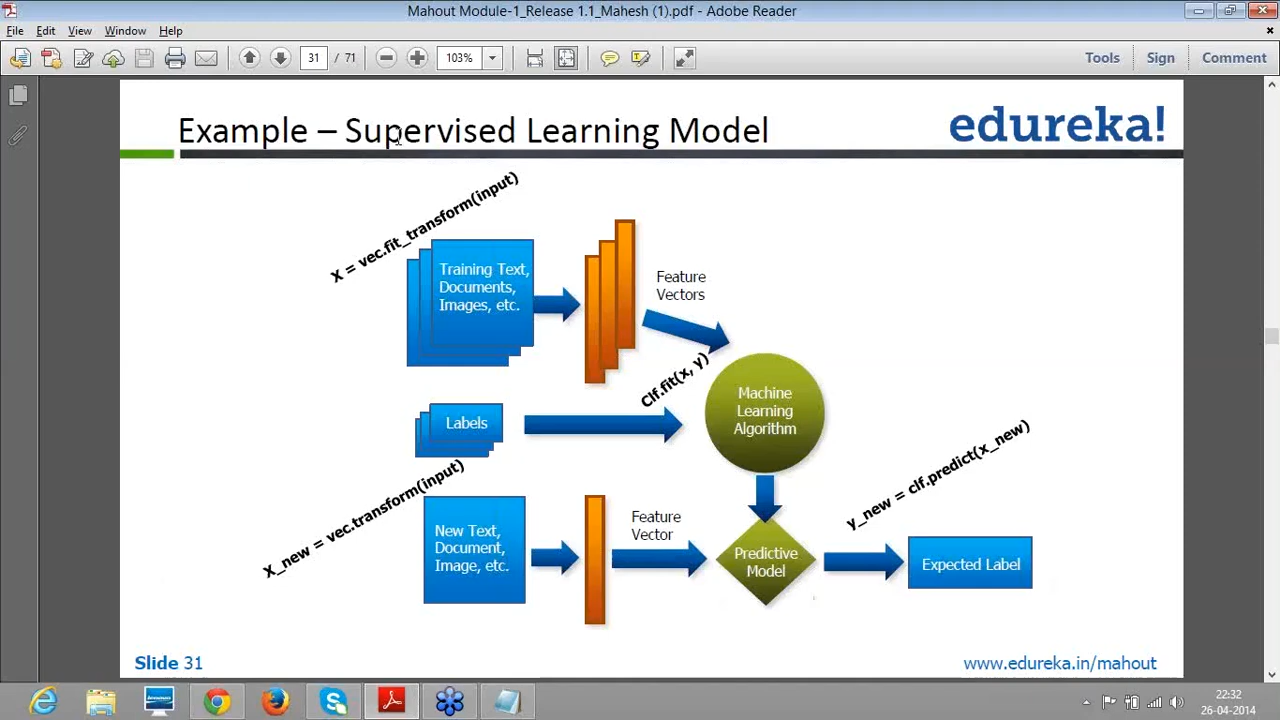 Mahout Module-1_Release 1.1_Mahesh (1).pdf - Adobe Reader
File Edit View Window Help
31 / 71 103% Tools Sign Comment
Example – Supervised Learning Model
edureka!
X = vec.fit_transform(input)
Training Text,
Documents,
Images, etc.
Feature
Vectors
Clf.fit(x, y)
Machine
Learning
Algorithm
Labels
X_new = vec.transform(input)
New Text,
Document,
Image, etc.
Feature
Vector
Predictive
Model
y_new = clf.predict(x_new)
Expected Label
Slide 31
www.edureka.in/mahout
22:32
26-04-2014